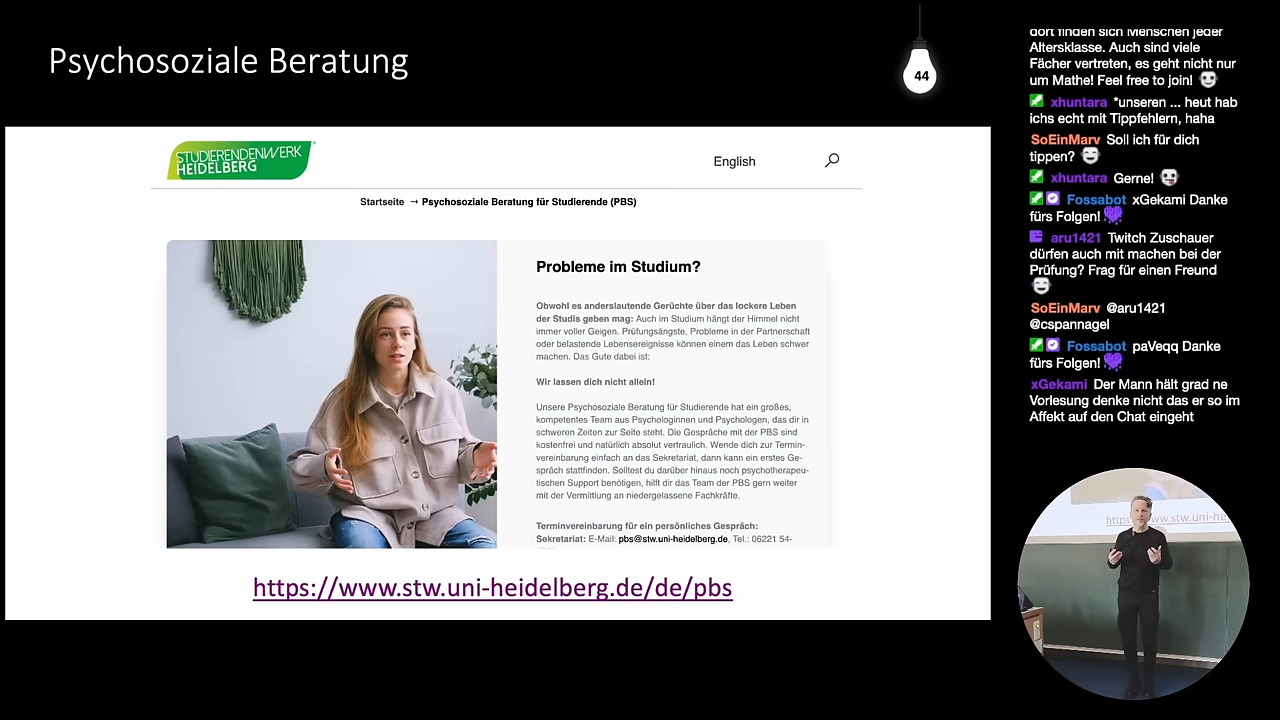 Psychosoziale Beratung
44
STUDIERENDENWERK
HEIDELBERG
English
Startseite → Psychosoziale Beratung für Studierende (PBS)
Probleme im Studium?
Obwohl es anderslautende Gerüchte über das lockere Leben
der Studis geben mag: Auch im Studium hängt der Himmel nicht
immer voller Geigen. Prüfungsängste, Probleme in der Partnerschaft
oder belastende Lebensereignisse können einem das Leben schwer
machen. Das Gute dabei ist:
Wir lassen dich nicht allein!
Unsere Psychosoziale Beratung für Studierende hat ein großes,
kompetentes Team aus Psychologinnen und Psychologen, das dir in
schweren Zeiten zur Seite steht. Die Gespräche mit der PBS sind
kostenfrei und natürlich absolut vertraulich. Wende dich zur Termin-
vereinbarung einfach an das Sekretariat, dann kann ein erstes Ge-
spräch stattfinden. Solltest du darüber hinaus noch psychotherapeu-
tischen Support benötigen, hilft dir das Team der PBS gern weiter
mit der Vermittlung an niedergelassene Fachkräfte.
Terminvereinbarung für ein persönliches Gespräch:
Sekretariat: E-Mail: pbs@stw.uni-heidelberg.de, Tel.: 06221 54-
https://www.stw.uni-heidelberg.de/de/pbs
dort finden sich Menschen jeder
Altersklasse. Auch sind viele
Fächer vertreten, es geht nicht nur
um Mathe! Feel free to join!
xhuntara *unseren ... heut hab
ichs echt mit Tippfehlern, haha
SoEinMarv Soll ich für dich
tippen?
xhuntara Gerne!
Fossabot xGekami Danke
fürs Folgen!
aru1421 Twitch Zuschauer
dürfen auch mit machen bei der
Prüfung? Frag für einen Freund
SoEinMarv @aru1421
@cspannagel
Fossabot paVeqq Danke
fürs Folgen!
xGekami Der Mann hält grad ne
Vorlesung denke nicht das er so im
Affekt auf den Chat eingeht